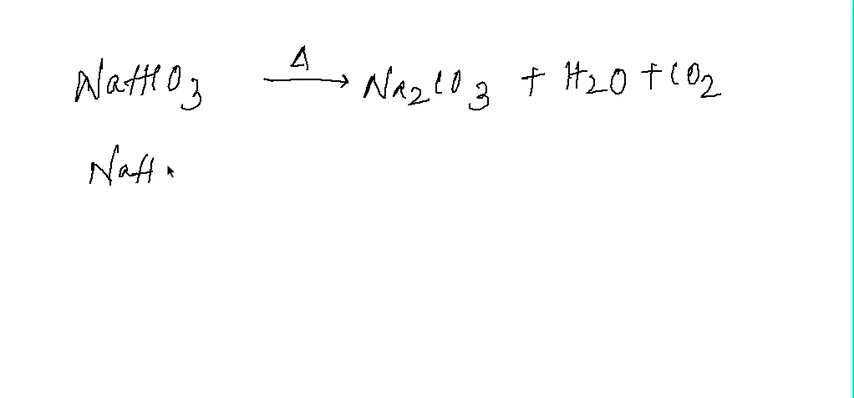 NaHCO3 Δ→ Na2CO3 + H2O + CO2
NaH